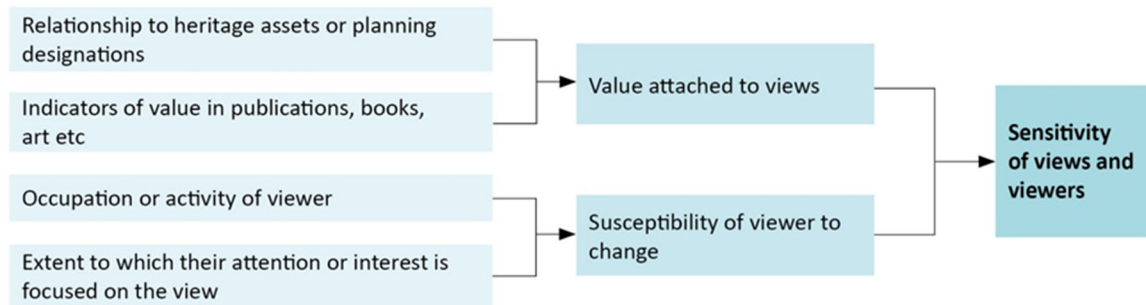 Relationship to heritage assets or planning
designations
Indicators of value in publications, books,
art etc
Occupation or activity of viewer
Extent to which their attention or interest is
focused on the view
Value attached to views
Susceptibility of viewer to
change
Sensitivity
of views and
viewers